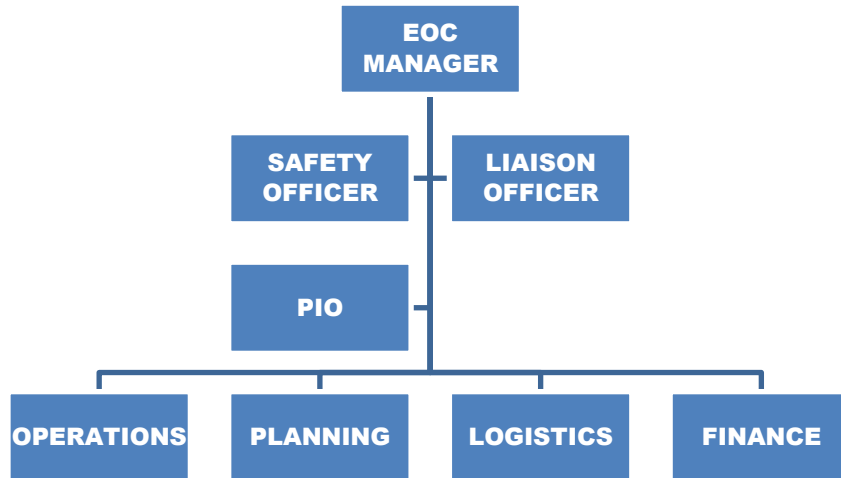 EOC
MANAGER
SAFETY
OFFICER
LIAISON
OFFICER
PIO
OPERATIONS
PLANNING
LOGISTICS
FINANCE